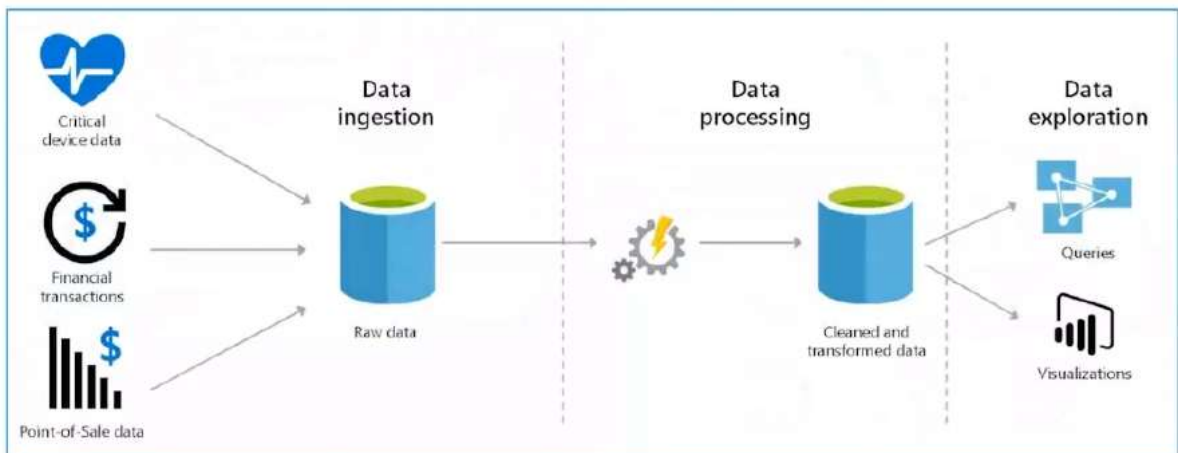 Critical
device data
Financial
transactions
$
Point-of-Sale data
$
Data
ingestion
Raw data
Data
processing
Cleaned and
transformed data
Data
exploration
Queries
Visualizations